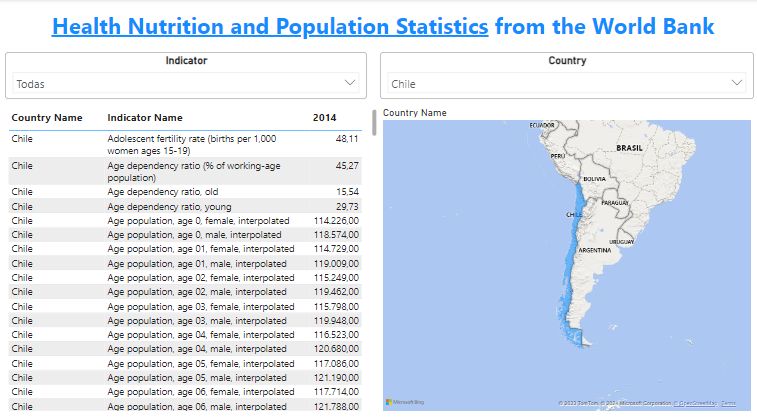 Health Nutrition and Population Statistics from the World Bank
Indicator
Todas
Country
Chile
Country Name Indicator Name 2014
Chile Adolescent fertility rate (births per 1,000 48,11
women ages 15-19)
Chile Age dependency ratio (% of working-age 45,27
population)
Chile Age dependency ratio, old 15,54
Chile Age dependency ratio, young 29,73
Chile Age population, age 0, female, interpolated 114.226,00
Chile Age population, age 0, male, interpolated 118.574,00
Chile Age population, age 01, female, interpolated 114.729,00
Chile Age population, age 01, male, interpolated 119.009,00
Chile Age population, age 02, female, interpolated 115.249,00
Chile Age population, age 02, male, interpolated 119.462,00
Chile Age population, age 03, female, interpolated 115.798,00
Chile Age population, age 03, male, interpolated 119.948,00
Chile Age population, age 04, female, interpolated 116.523,00
Chile Age population, age 04, male, interpolated 120.680,00
Chile Age population, age 05, female, interpolated 117.086,00
Chile Age population, age 05, male, interpolated 121.190,00
Chile Age population, age 06, female, interpolated 117.714,00
Chile Age population, age 06, male, interpolated 121.788,00
Country Name
ECUADOR
PERÚ
BRASIL
BOLIVIA
PARAGUAY
CHILE
URUGUAY
ARGENTINA
Microsoft Bing
© 2023 TomTom, © 2024 Microsoft Corporation, © OpenStreetMap Terms